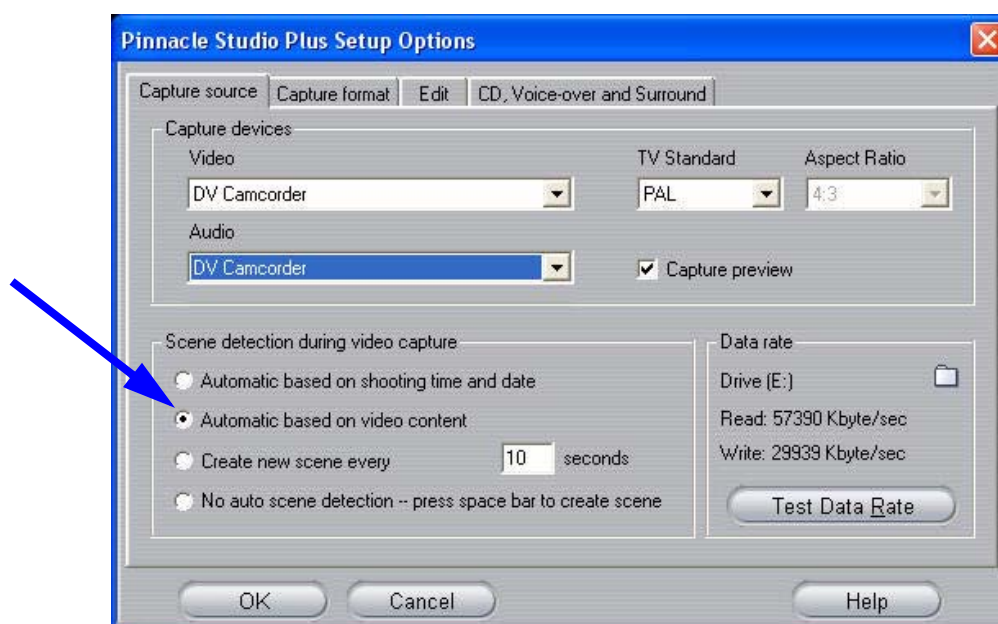 Pinnacle Studio Plus Setup Options
Capture source Capture format Edit CD, Voice-over and Surround
Capture devices
Video TV Standard Aspect Ratio
DV Camcorder PAL 4:3
Audio
DV Camcorder Capture preview
Scene detection during video capture Data rate
Automatic based on shooting time and date Drive (E:)
Automatic based on video content Read: 57390 Kbyte/sec
Create new scene every 10 seconds Write: 29939 Kbyte/sec
No auto scene detection -- press space bar to create scene Test Data Rate
OK Cancel Help